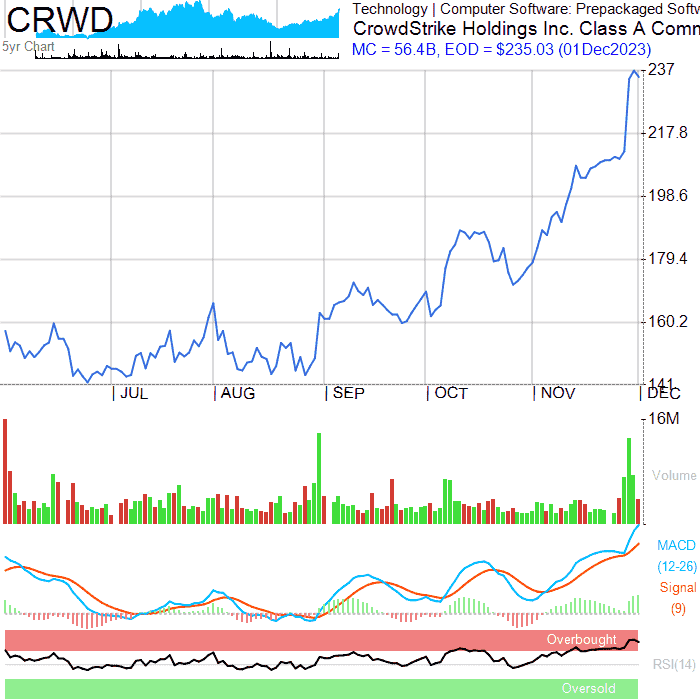 CRWD
5yr Chart
Technology | Computer Software: Prepackaged Softw
CrowdStrike Holdings Inc. Class A Comm
MC = 56.4B, EOD = $235.03 (01Dec2023)
237
217.8
198.6
179.4
160.2
141
JUL AUG SEP OCT NOV DEC
16M
Volume
MACD
(12-26)
Signal
(9)
Overbought
RSI(14)
Oversold